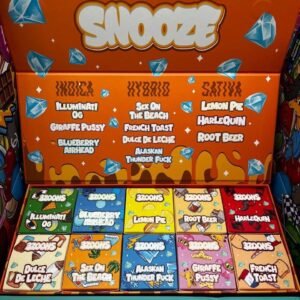 SNOOZE
INDICA
ILLUMINATI
OG
GIRAFFE PUSSY
BLUEBERRY
AIRHEAD
HYBRID
SEX ON
THE BEACH
FRENCH TOAST
DULCE DE LECHE
ALASKAN
THUNDER FUCK
SATIVA
LEMON PIE
HARLEQUIN
ROOT BEER
ILLUMINATI
OG
BLUEBERRY
AIRHEAD
LEMON PIE
ROOT BEER
HARLEQUIN
DULCE
DE LECHE
SEX ON
THE BEACH
ALASKAN
THUNDER FUCK
GIRAFFE
PUSSY
FRENCH
TOAST